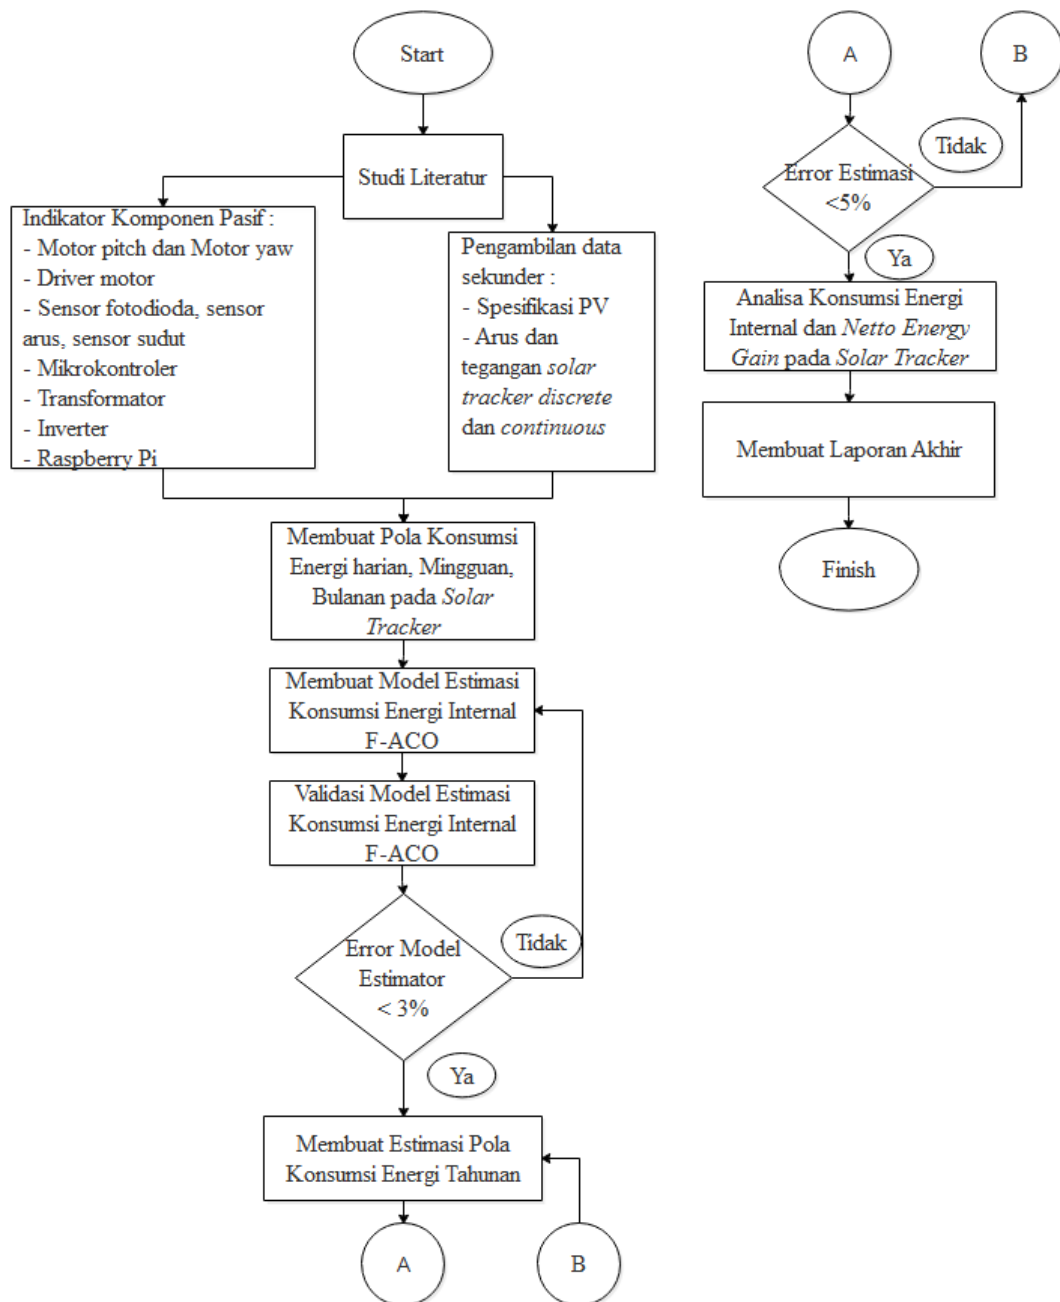 Start
Studi Literatur
Indikator Komponen Pasif :
- Motor pitch dan Motor yaw
- Driver motor
- Sensor fotodioda, sensor
arus, sensor sudut
- Mikrokontroler
- Transformator
- Inverter
- Raspberry Pi
Pengambilan data
sekunder :
- Spesifikasi PV
- Arus dan
tegangan solar
tracker discrete
dan continuous
Membuat Pola Konsumsi
Energi harian, Mingguan,
Bulanan pada Solar
Tracker
Membuat Model Estimasi
Konsumsi Energi Internal
F-ACO
Validasi Model Estimasi
Konsumsi Energi Internal
F-ACO
Error Model
Estimator
< 3%
Tidak
Ya
Membuat Estimasi Pola
Konsumsi Energi Tahunan
A
B
A
B
Error Estimasi
<5%
Tidak
Ya
Analisa Konsumsi Energi
Internal dan Netto Energy
Gain pada Solar Tracker
Membuat Laporan Akhir
Finish